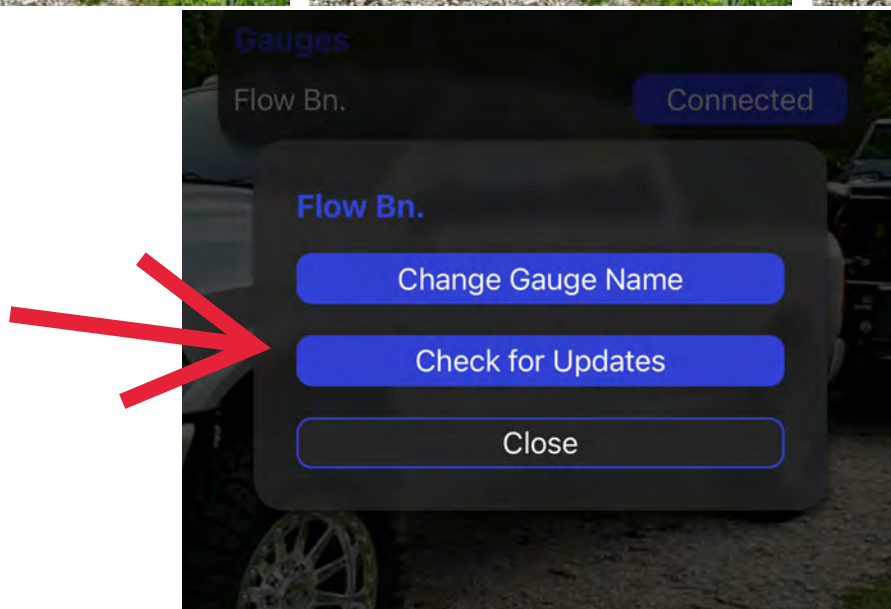 Gauges
Flow Bn.
Connected
Flow Bn.
Change Gauge Name
Check for Updates
Close